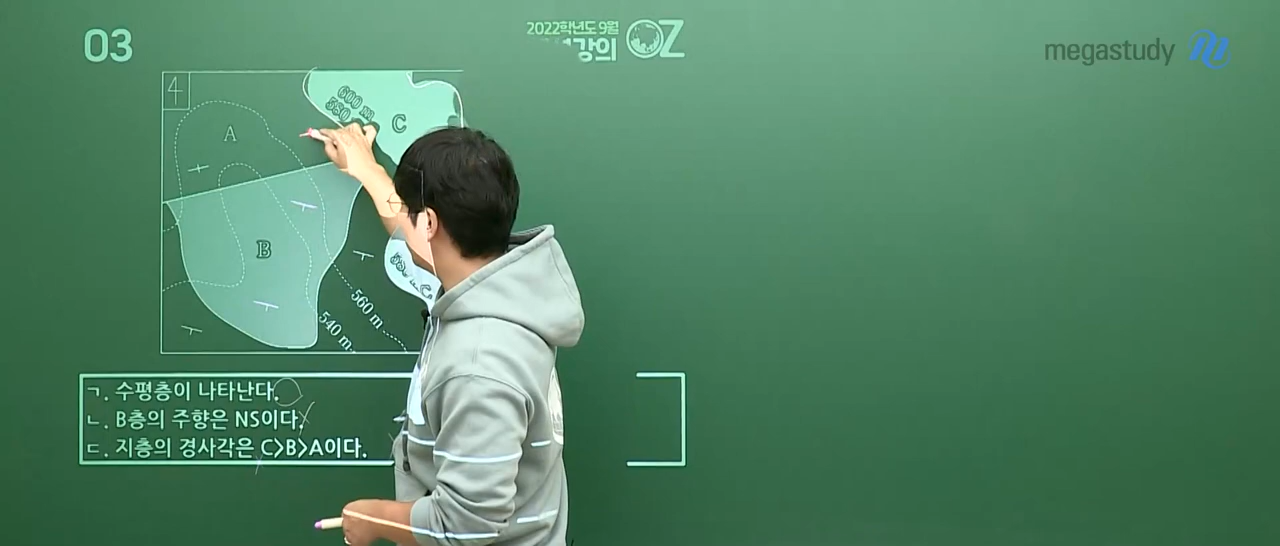 03
2022학년도 9월
강의 OZ
megastudy
4
A
600 m
580
C
B
560 m
540 m
ㄱ. 수평층이 나타난다.
ㄴ. B층의 주향은 NS이다.
ㄷ. 지층의 경사각은 C>B>A이다.